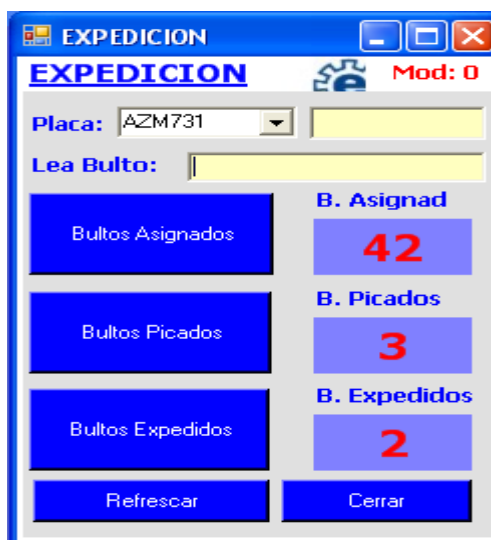 EXPEDICION
EXPEDICION e Mod: 0
Placa: AZM731
Lea Bulto:
Bultos Asignados
B. Asignad
42
Bultos Picados
B. Picados
3
Bultos Expedidos
B. Expedidos
2
Refrescar Cerrar